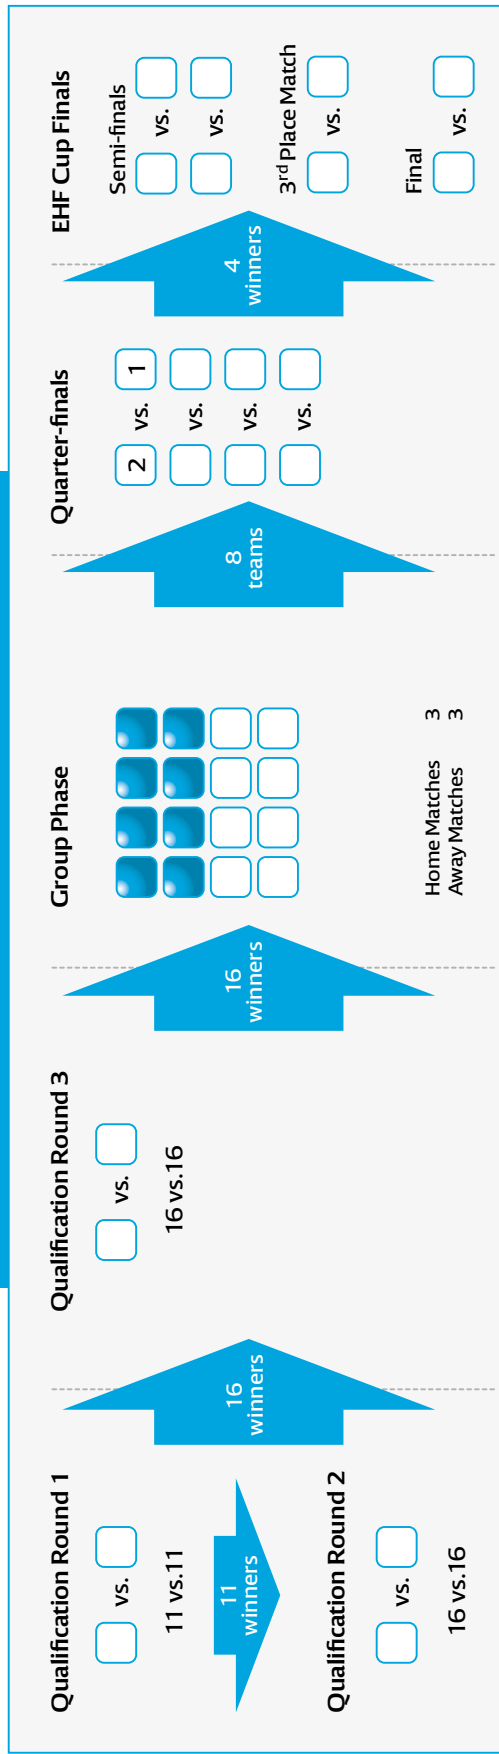 Qualification Round 1
vs.
11 vs.11
11
winners
Qualification Round 2
vs.
16 vs.16
16
winners
Qualification Round 3
vs.
16 vs.16
16
winners
Group Phase
Home Matches 3
Away Matches 3
8
teams
Quarter-finals
2 vs. 1
vs.
vs.
vs.
4
winners
EHF Cup Finals
Semi-finals
vs.
vs.
3rd Place Match
vs.
Final
vs.